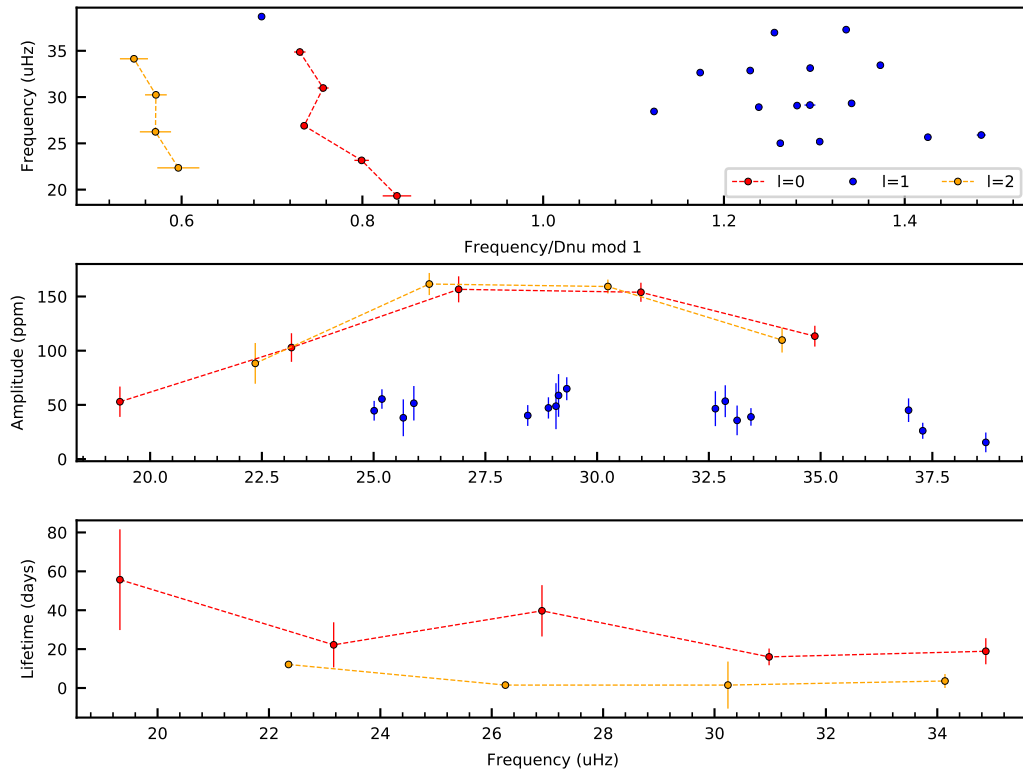 Frequency (uHz)
35
30
25
20
0.6 0.8 1.0 1.2 1.4
l=0 l=1 l=2
Frequency/Dnu mod 1
Amplitude (ppm)
150
100
50
0
20.0 22.5 25.0 27.5 30.0 32.5 35.0 37.5
Lifetime (days)
80
60
40
20
0
20 22 24 26 28 30 32 34
Frequency (uHz)